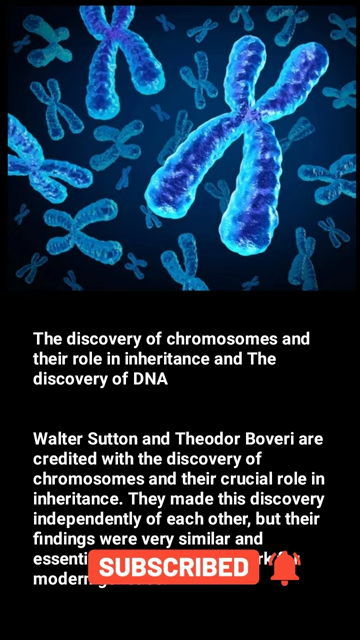 The discovery of chromosomes and
their role in inheritance and The
discovery of DNA
Walter Sutton and Theodor Boveri are
credited with the discovery of
chromosomes and their crucial role in
inheritance. They made this discovery
independently of each other, but their
findings were very similar and
SUBSCRIBED
modern